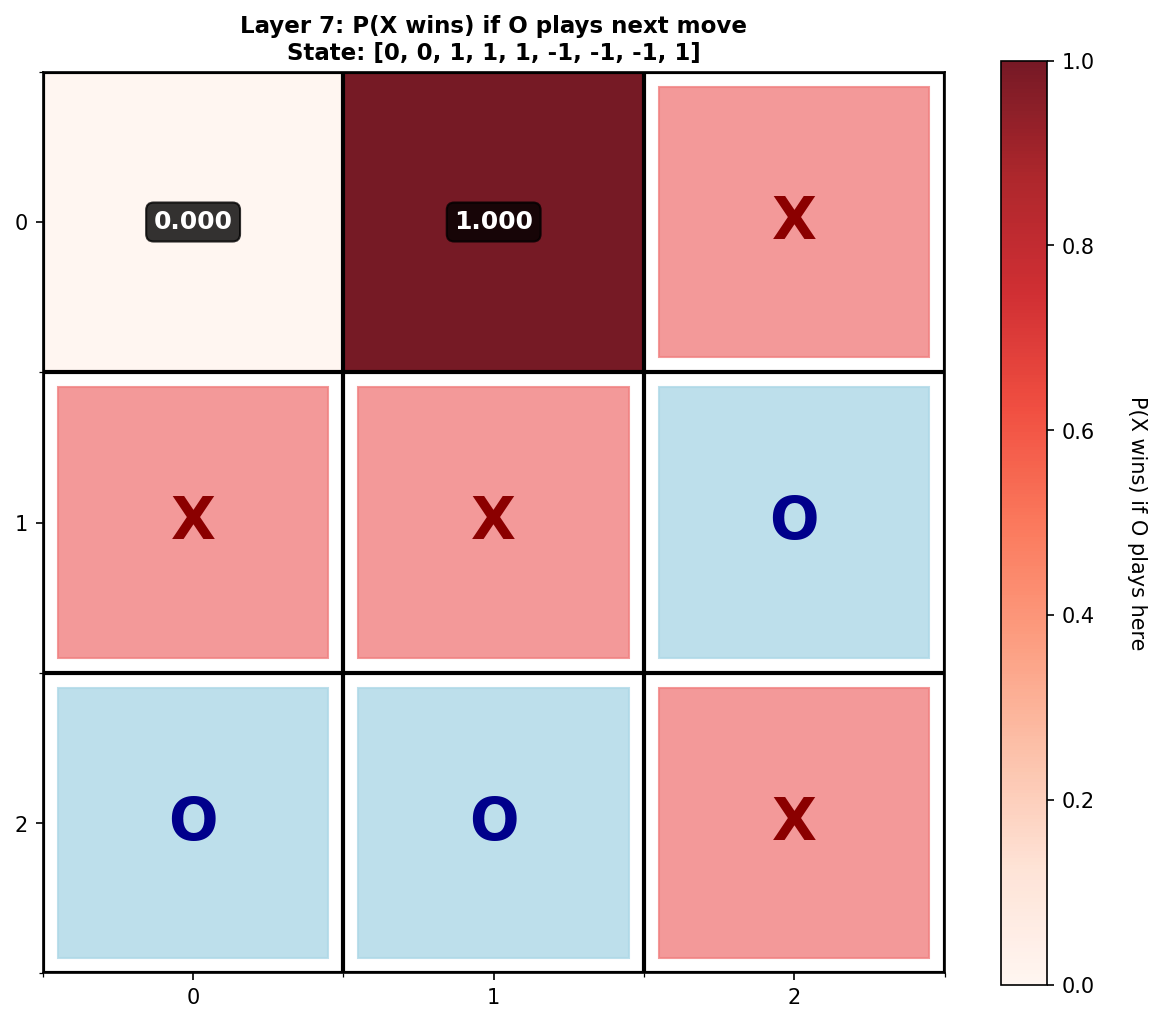 Layer 7: P(X wins) if O plays next move
State: [0, 0, 1, 1, 1, -1, -1, -1, 1]
0.000
1.000
X
X
X
O
O
O
X
0
1
2
0
1
2
1.0
0.8
0.6
0.4
0.2
0.0
P(X wins) if O plays here